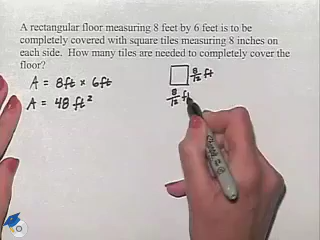 A rectangular floor measuring 8 feet by 6 feet is to be
completely covered with square tiles measuring 8 inches on
each side. How many tiles are needed to completely cover the
floor?
A = 8ft × 6ft
A = 48 ft²
8/12 ft
8/12 ft